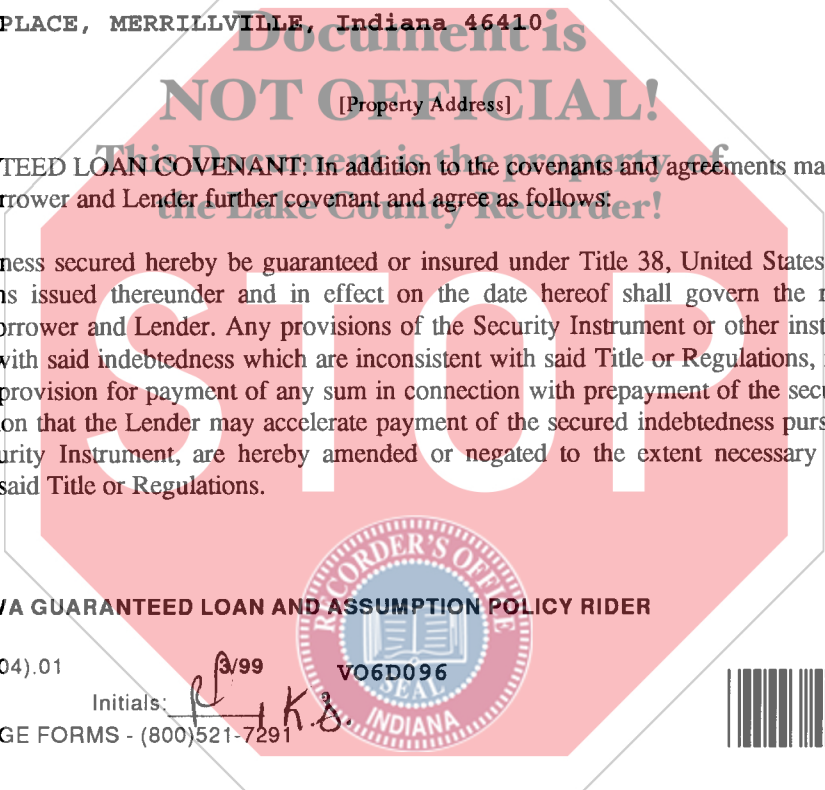 PLACE, MERRILLVILLE, Indiana 46410
Document is
NOT OFFICIAL!
[Property Address]
This Document is the property of
TEED LOAN COVENANT: In addition to the covenants and agreements ma
rrower and Lender further covenant and agree as follows:
the Lake County Recorder!
ness secured hereby be guaranteed or insured under Title 38, United States
ns issued thereunder and in effect on the date hereof shall govern the
orrower and Lender. Any provisions of the Security Instrument or other inst
with said indebtedness which are inconsistent with said Title or Regulations,
provision for payment of any sum in connection with prepayment of the secu
on that the Lender may accelerate payment of the secured indebtedness purs
urity Instrument, are hereby amended or negated to the extent necessary
said Title or Regulations.
STOP
RECORDER'S OFFICE
VA GUARANTEED LOAN AND ASSUMPTION POLICY RIDER
04).01 3/99 VO6D096
SEAL
Initials: K.S.
INDIANA
GE FORMS - (800)521-7291